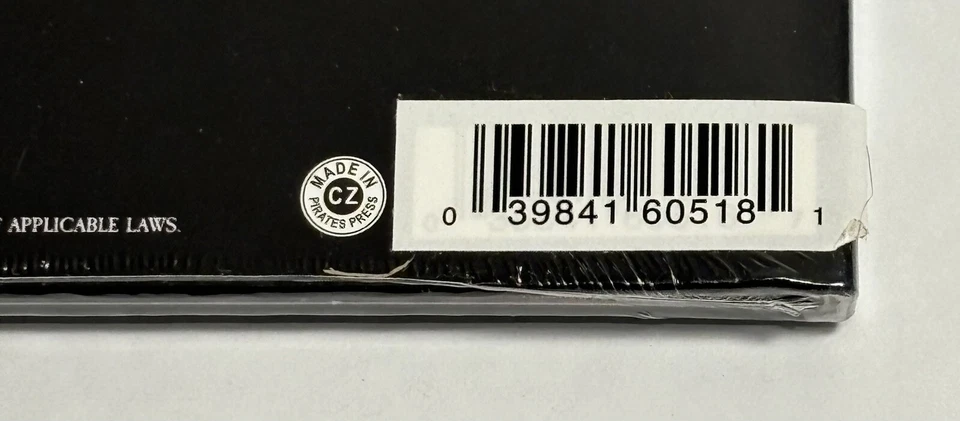 MADE IN
CZ
PIRATES PRESS
APPLICABLE LAWS.
0 39841 60518 1